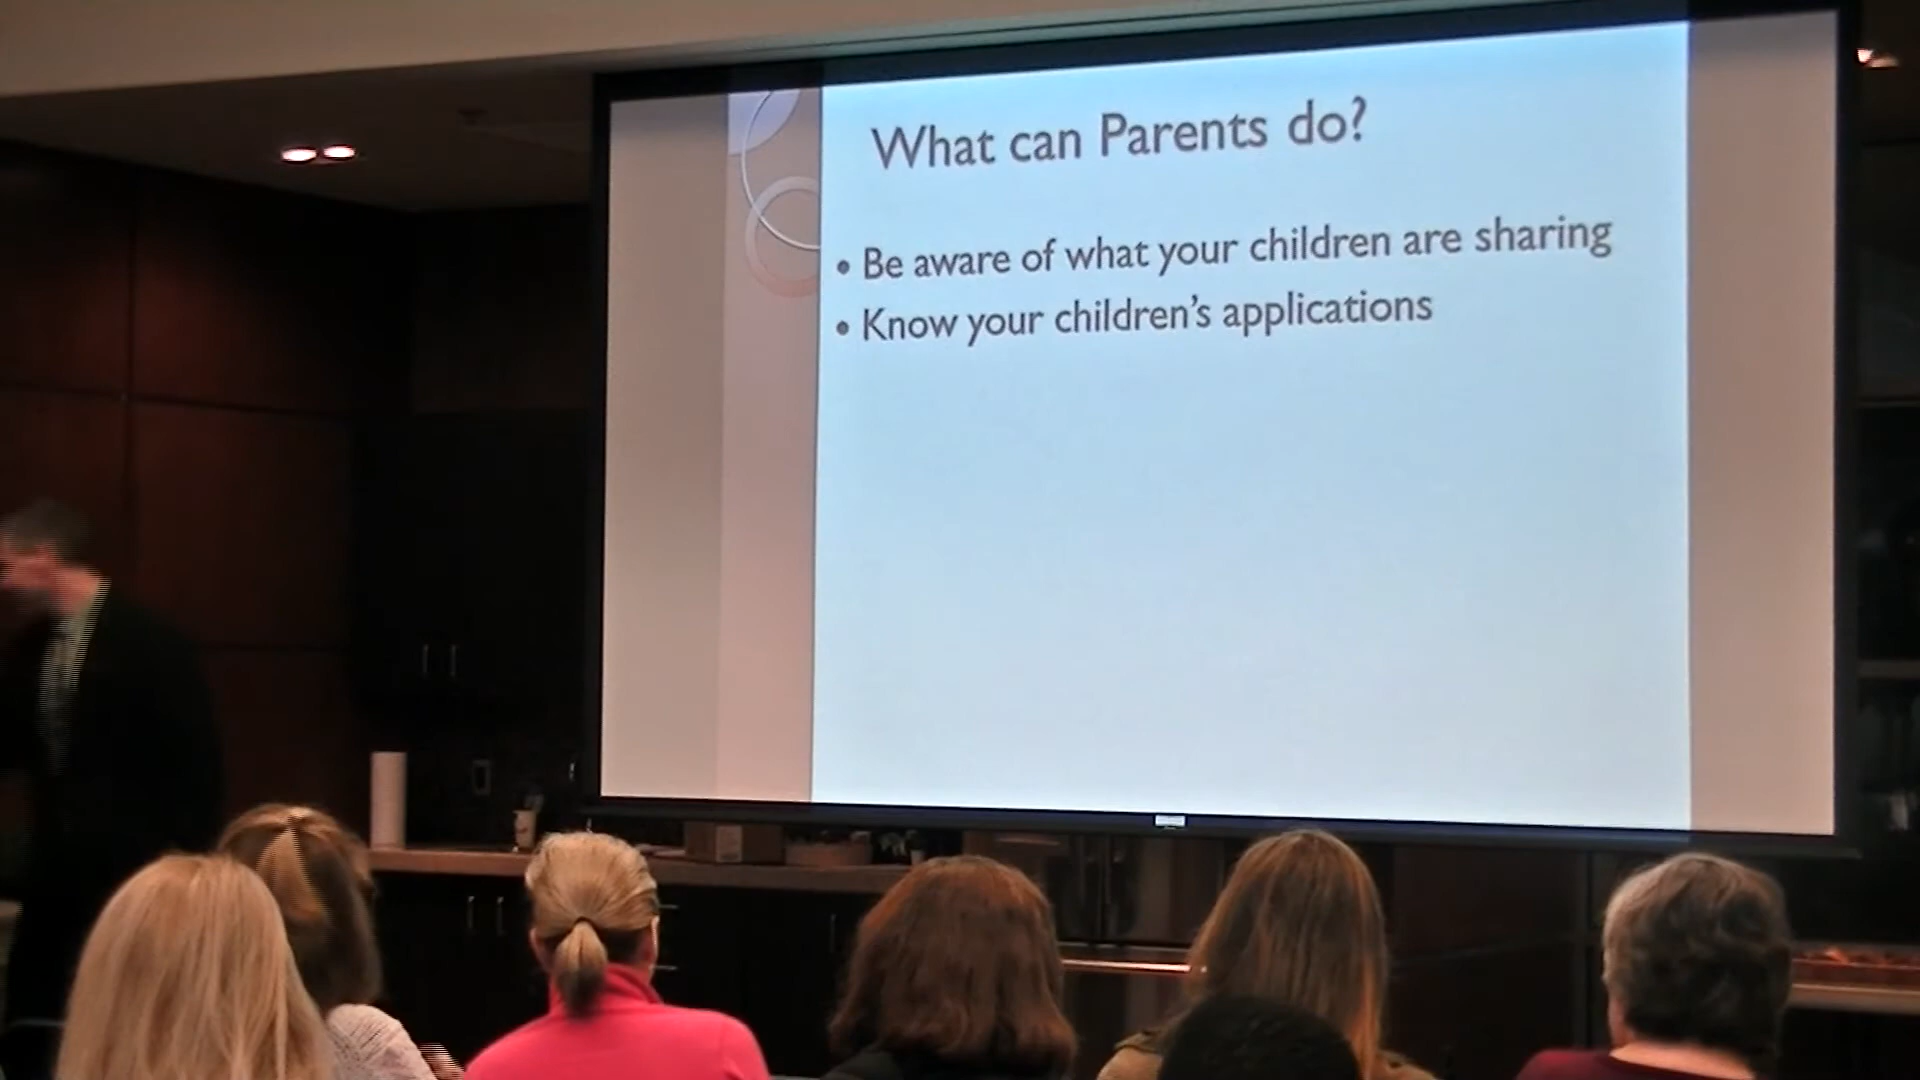 What can Parents do?
• Be aware of what your children are sharing
• Know your children's applications